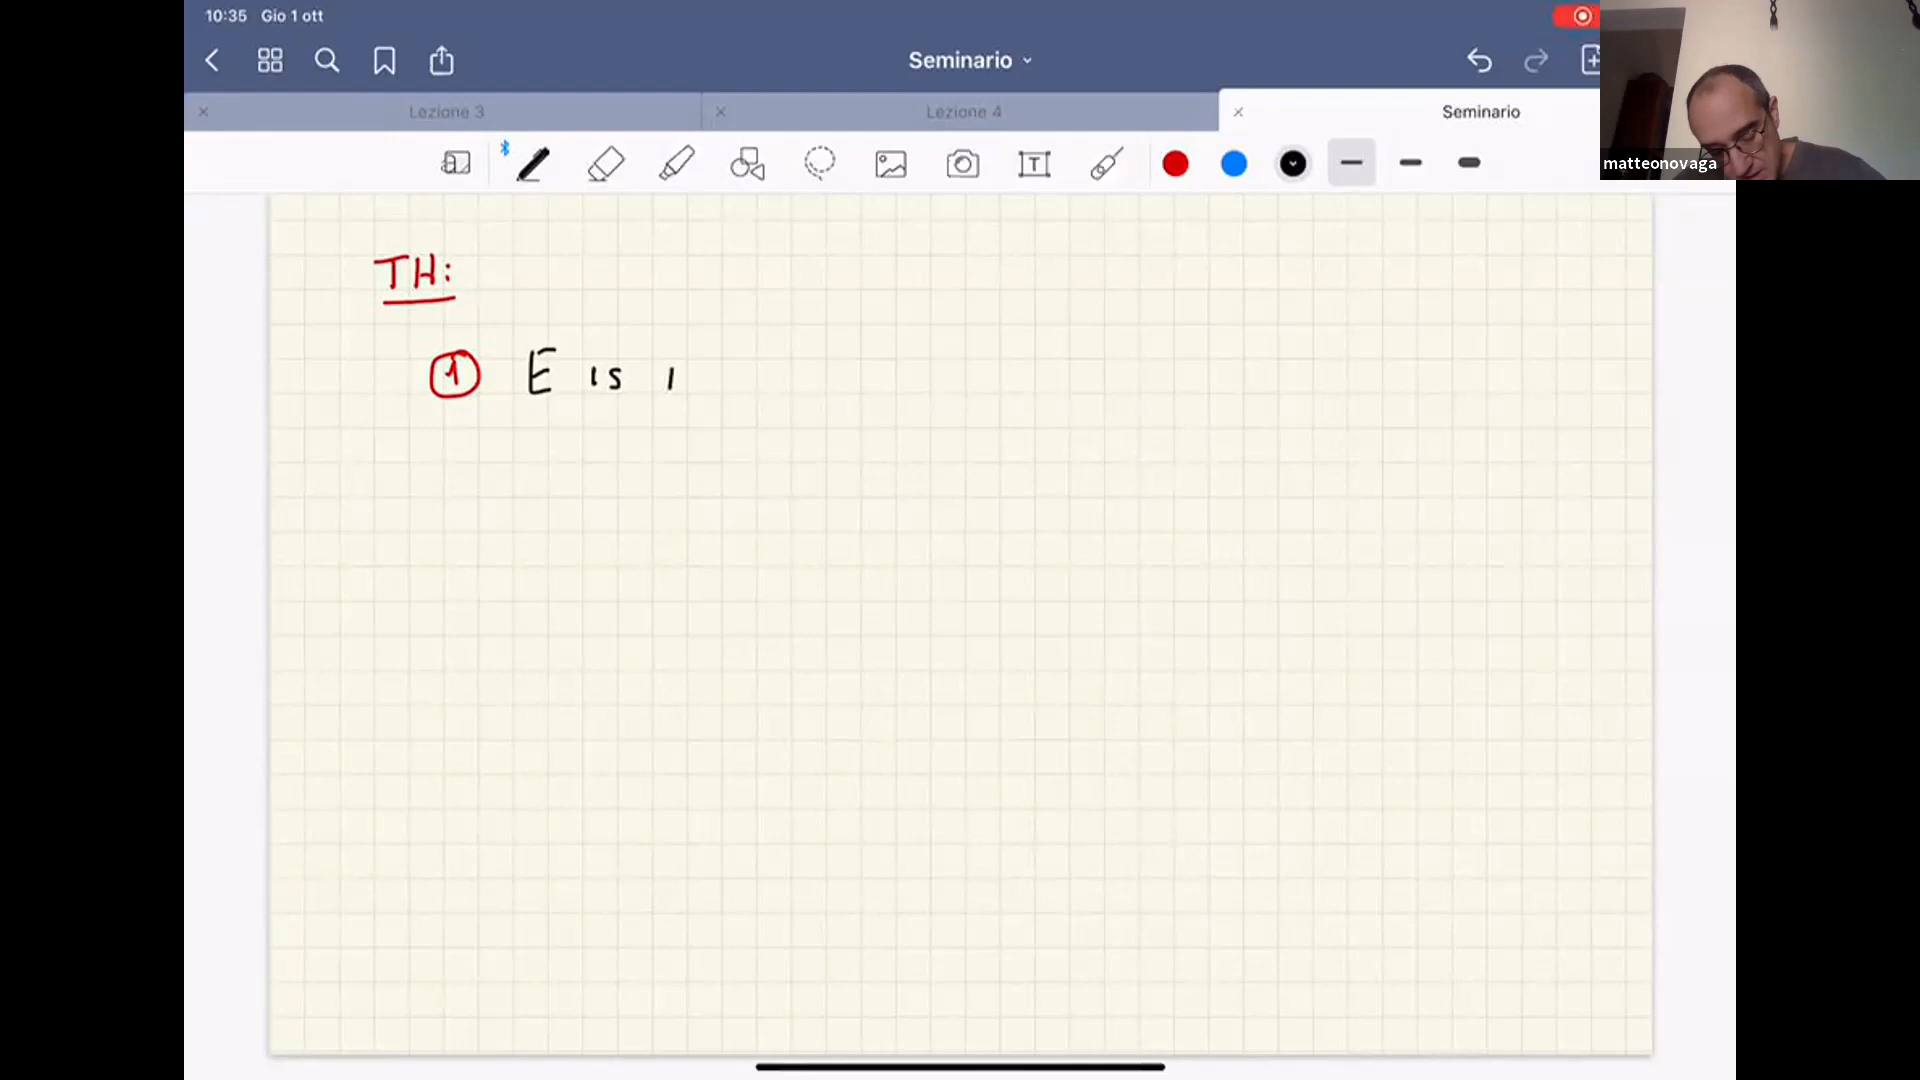 10:35 Gio 1 ott
Seminario
Lezione 3
Lezione 4
Seminario
T
matteonovaga
TH:
1 E is ı